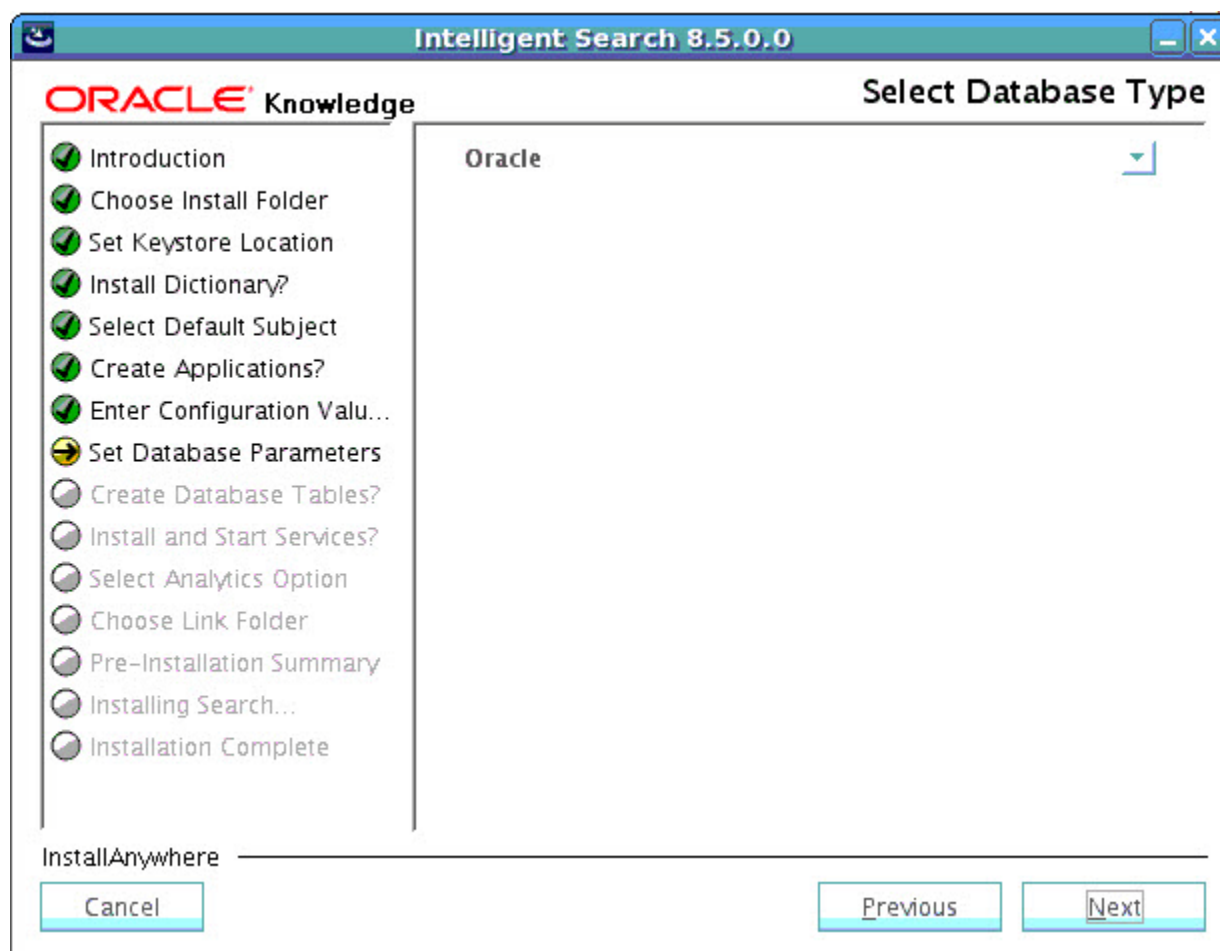 Intelligent Search 8.5.0.0
ORACLE Knowledge
Select Database Type
Introduction
Choose Install Folder
Set Keystore Location
Install Dictionary?
Select Default Subject
Create Applications?
Enter Configuration Valu...
Set Database Parameters
Create Database Tables?
Install and Start Services?
Select Analytics Option
Choose Link Folder
Pre-Installation Summary
Installing Search...
Installation Complete
Oracle
InstallAnywhere
Cancel
Previous
Next